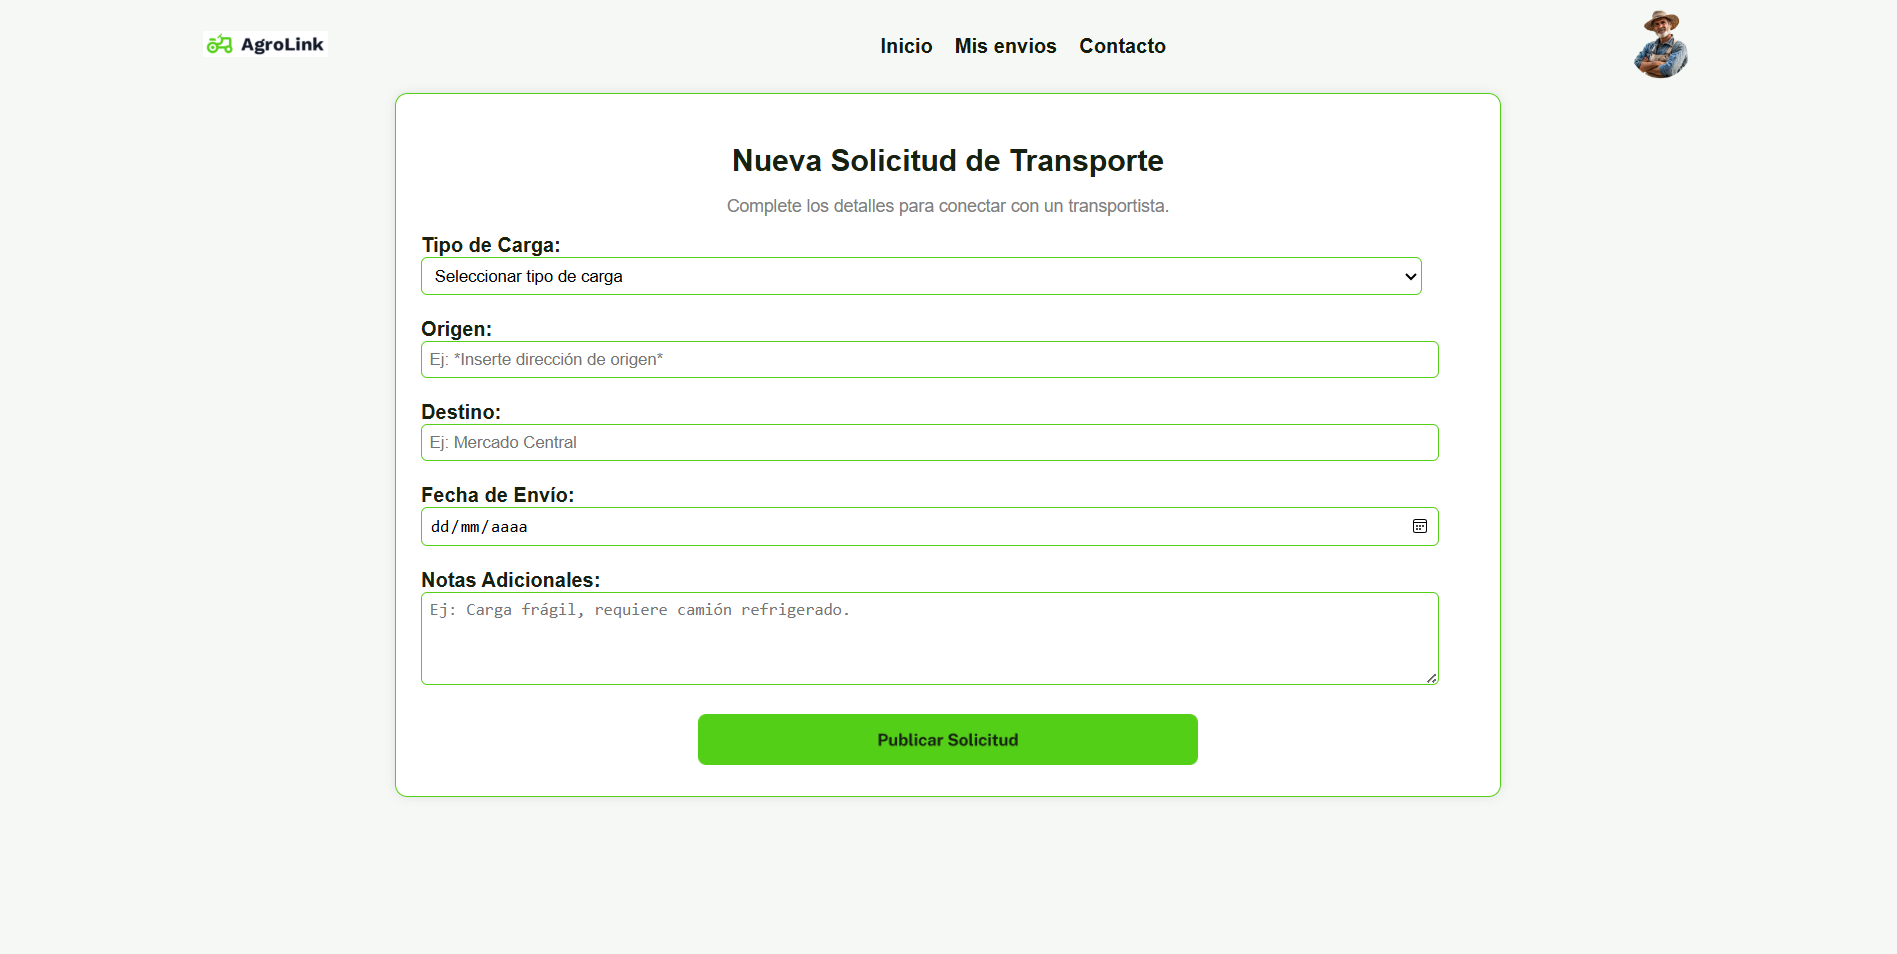 AgroLink
Inicio Mis envios Contacto
Nueva Solicitud de Transporte
Complete los detalles para conectar con un transportista.
Tipo de Carga:
Seleccionar tipo de carga
Origen:
Ej: *Inserte dirección de origen*
Destino:
Ej: Mercado Central
Fecha de Envío:
dd/mm/aaaa
Notas Adicionales:
Ej: Carga frágil, requiere camión refrigerado.
Publicar Solicitud